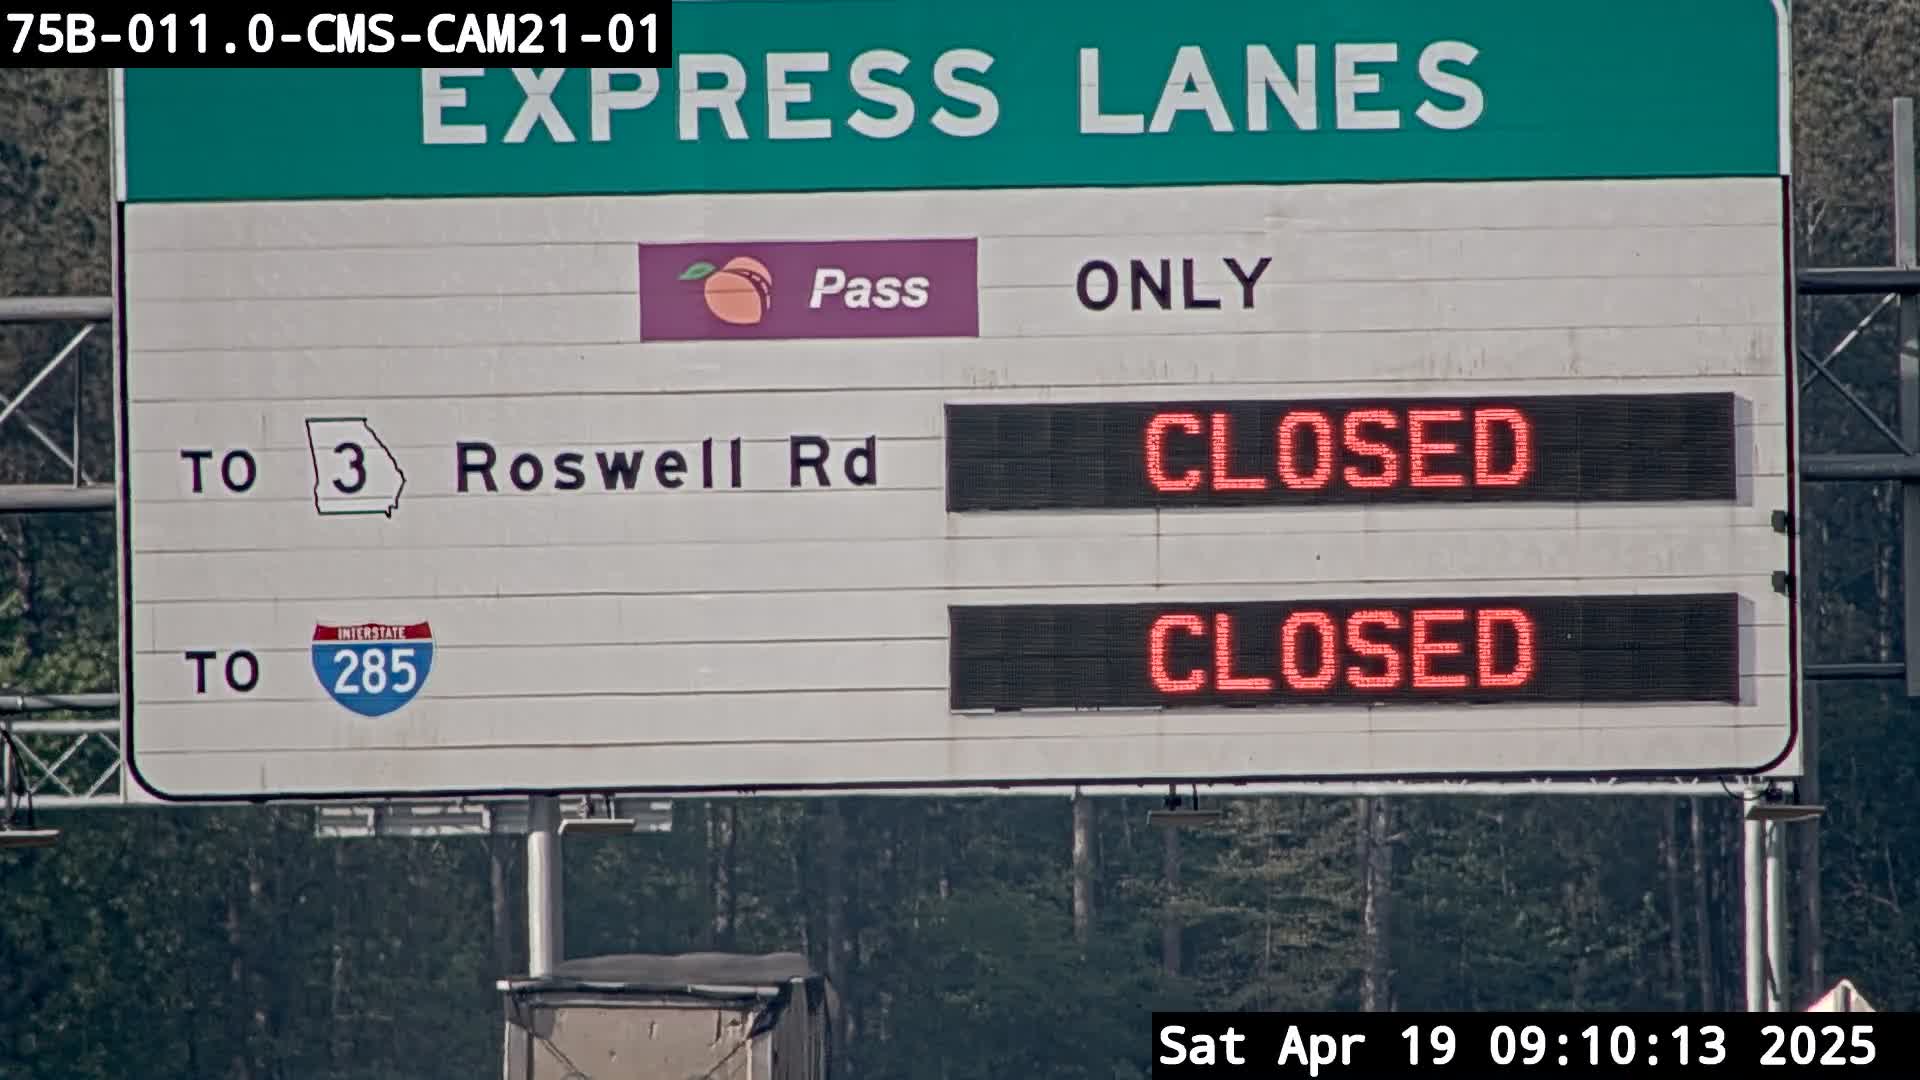 75B-011.0-CMS-CAM21-01
EXPRESS LANES
Pass ONLY
TO 3 Roswell Rd CLOSED
TO INTERSTATE 285 CLOSED
Sat Apr 19 09:10:13 2025